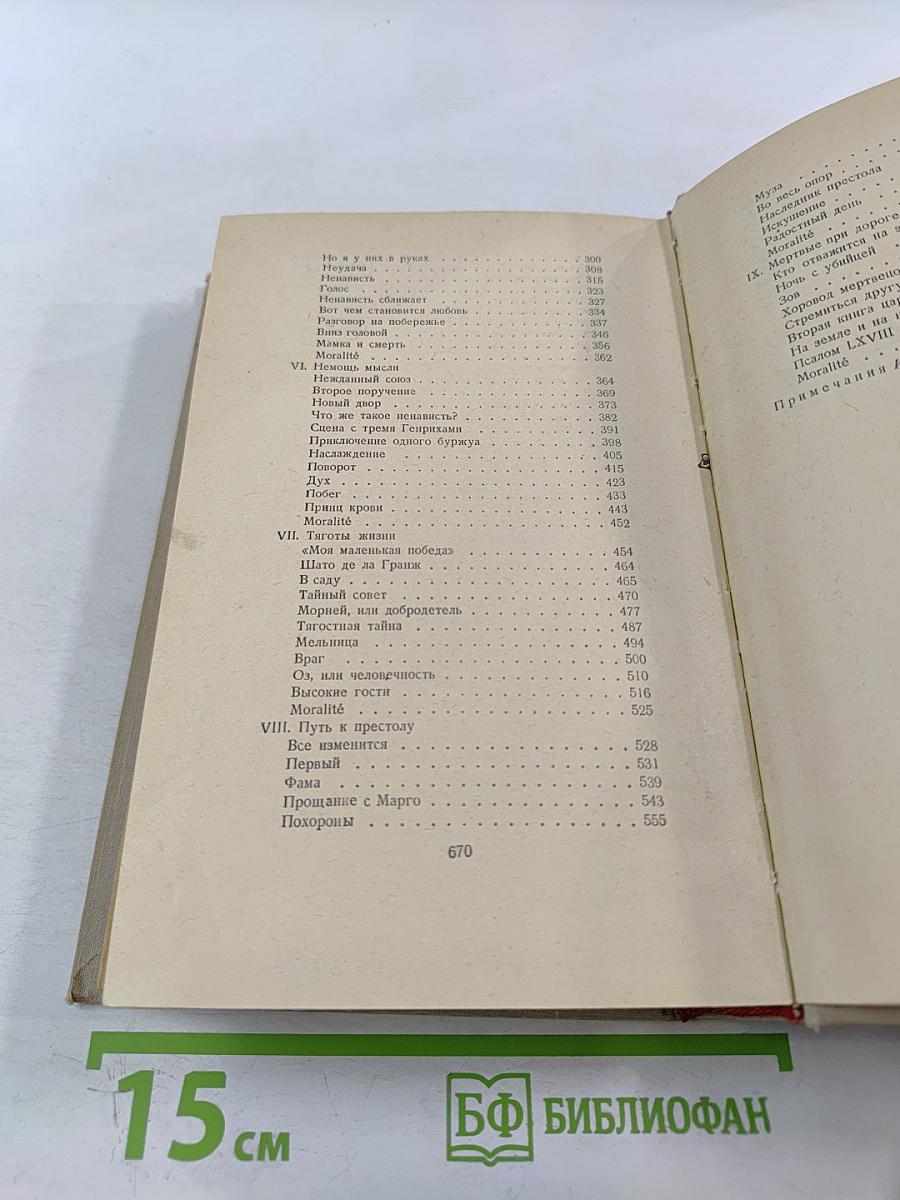 Но и у них в руках . . . . . . . . . . . . 300
Неудача . . . . . . . . . . . . . . . . 308
Ненависть . . . . . . . . . . . . . . . 315
Голос . . . . . . . . . . . . . . . . . 323
Ненависть сближает . . . . . . . . . . . 327
Вот чем становится любовь . . . . . . . . 334
Разговор на побережье . . . . . . . . . . 337
Вниз головой . . . . . . . . . . . . . . 346
Мамка и смерть . . . . . . . . . . . . . 356
Moralité . . . . . . . . . . . . . . . . 362
VI. Немощь мысли
Нежданный союз . . . . . . . . . . . . . 364
Второе поручение . . . . . . . . . . . . 369
Новый двор . . . . . . . . . . . . . . . 373
Что же такое ненависть? . . . . . . . . . 382
Сцена с тремя Генрихами . . . . . . . . . 391
Приключение одного буржуа . . . . . . . . 398
Наслаждение . . . . . . . . . . . . . . 405
Поворот . . . . . . . . . . . . . . . . 415
Дух . . . . . . . . . . . . . . . . . . 423
Побег . . . . . . . . . . . . . . . . . 433
Принц крови . . . . . . . . . . . . . . 443
Moralité . . . . . . . . . . . . . . . . 452
VII. Тяготы жизни
«Моя маленькая победа» . . . . . . . . . 454
Шато де ла Гранж . . . . . . . . . . . . 464
В саду . . . . . . . . . . . . . . . . . 465
Тайный совет . . . . . . . . . . . . . . 470
Морней, или добродетель . . . . . . . . . 477
Тягостная тайна . . . . . . . . . . . . 487
Мельница . . . . . . . . . . . . . . . . 494
Враг . . . . . . . . . . . . . . . . . . 500
Оз, или человечность . . . . . . . . . . 510
Высокие гости . . . . . . . . . . . . . 516
Moralité . . . . . . . . . . . . . . . . 525
VIII. Путь к престолу
Все изменится . . . . . . . . . . . . . 528
Первый . . . . . . . . . . . . . . . . . 531
Фама . . . . . . . . . . . . . . . . . . 539
Прощание с Марго . . . . . . . . . . . . 543
Похороны . . . . . . . . . . . . . . . . 555
670
Муза . . . . .
Во весь опор . . . .
Наследник престола
Искушение . . . .
Радостный день
Moralité . . . . .
IX. Мертвые при дороге
Кто отважится на
Ночь с убийцей
Зов . . . . .
Хоровод мертвецо
Стремиться другу
Вторая книга цар
На земле и на н
Псалом LXVIII
Moralité . . .
Примечания
15 см
БФ БИБЛИОФАН